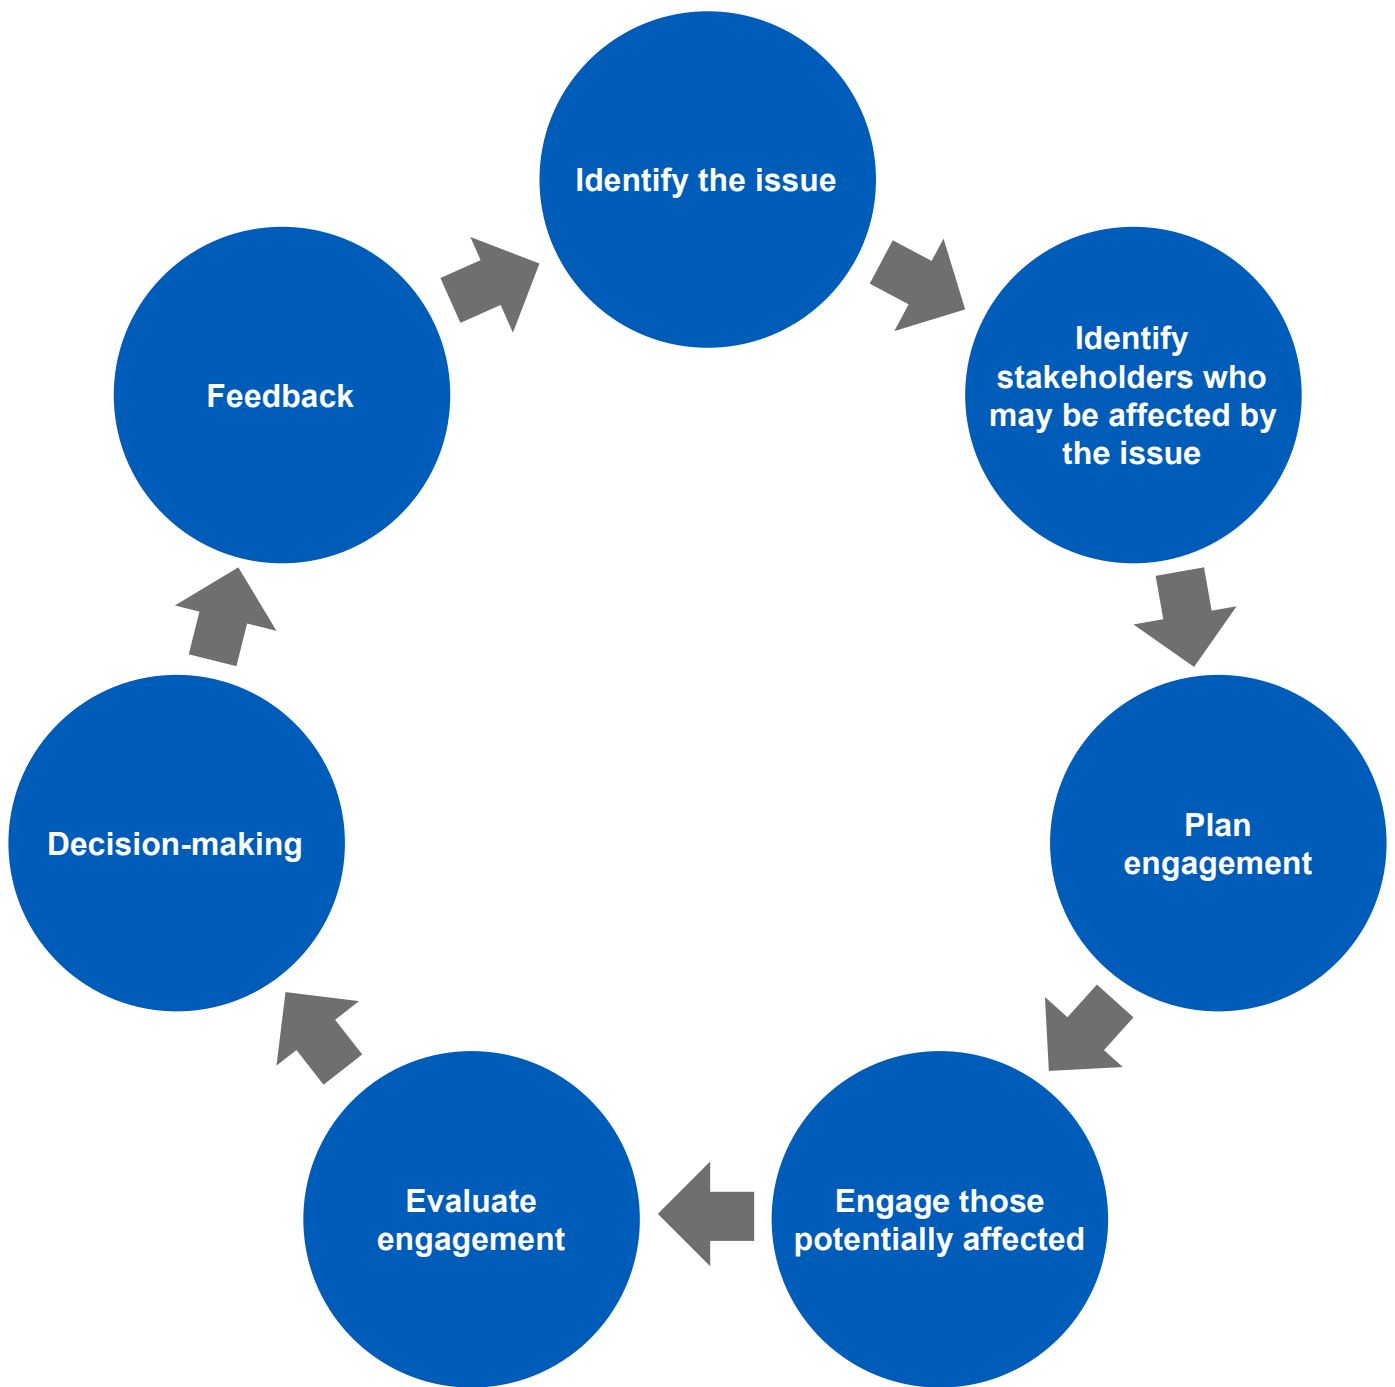 Identify the issue
Identify
stakeholders who
may be affected by
the issue
Plan
engagement
Engage those
potentially affected
Evaluate
engagement
Decision-making
Feedback